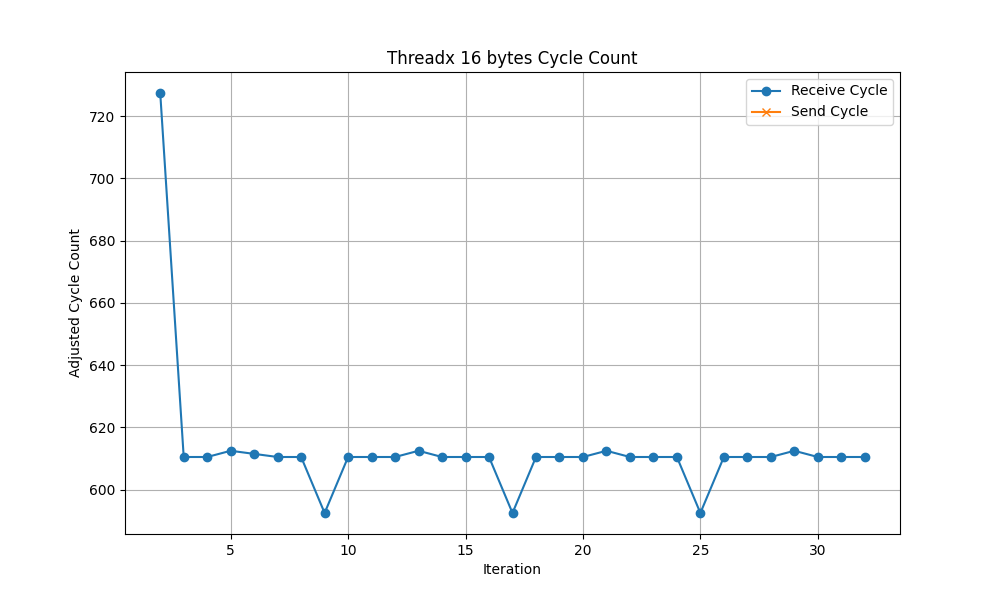 Threadx 16 bytes Cycle Count
Receive Cycle
Send Cycle
Adjusted Cycle Count
720
700
680
660
640
620
600
5 10 15 20 25 30
Iteration